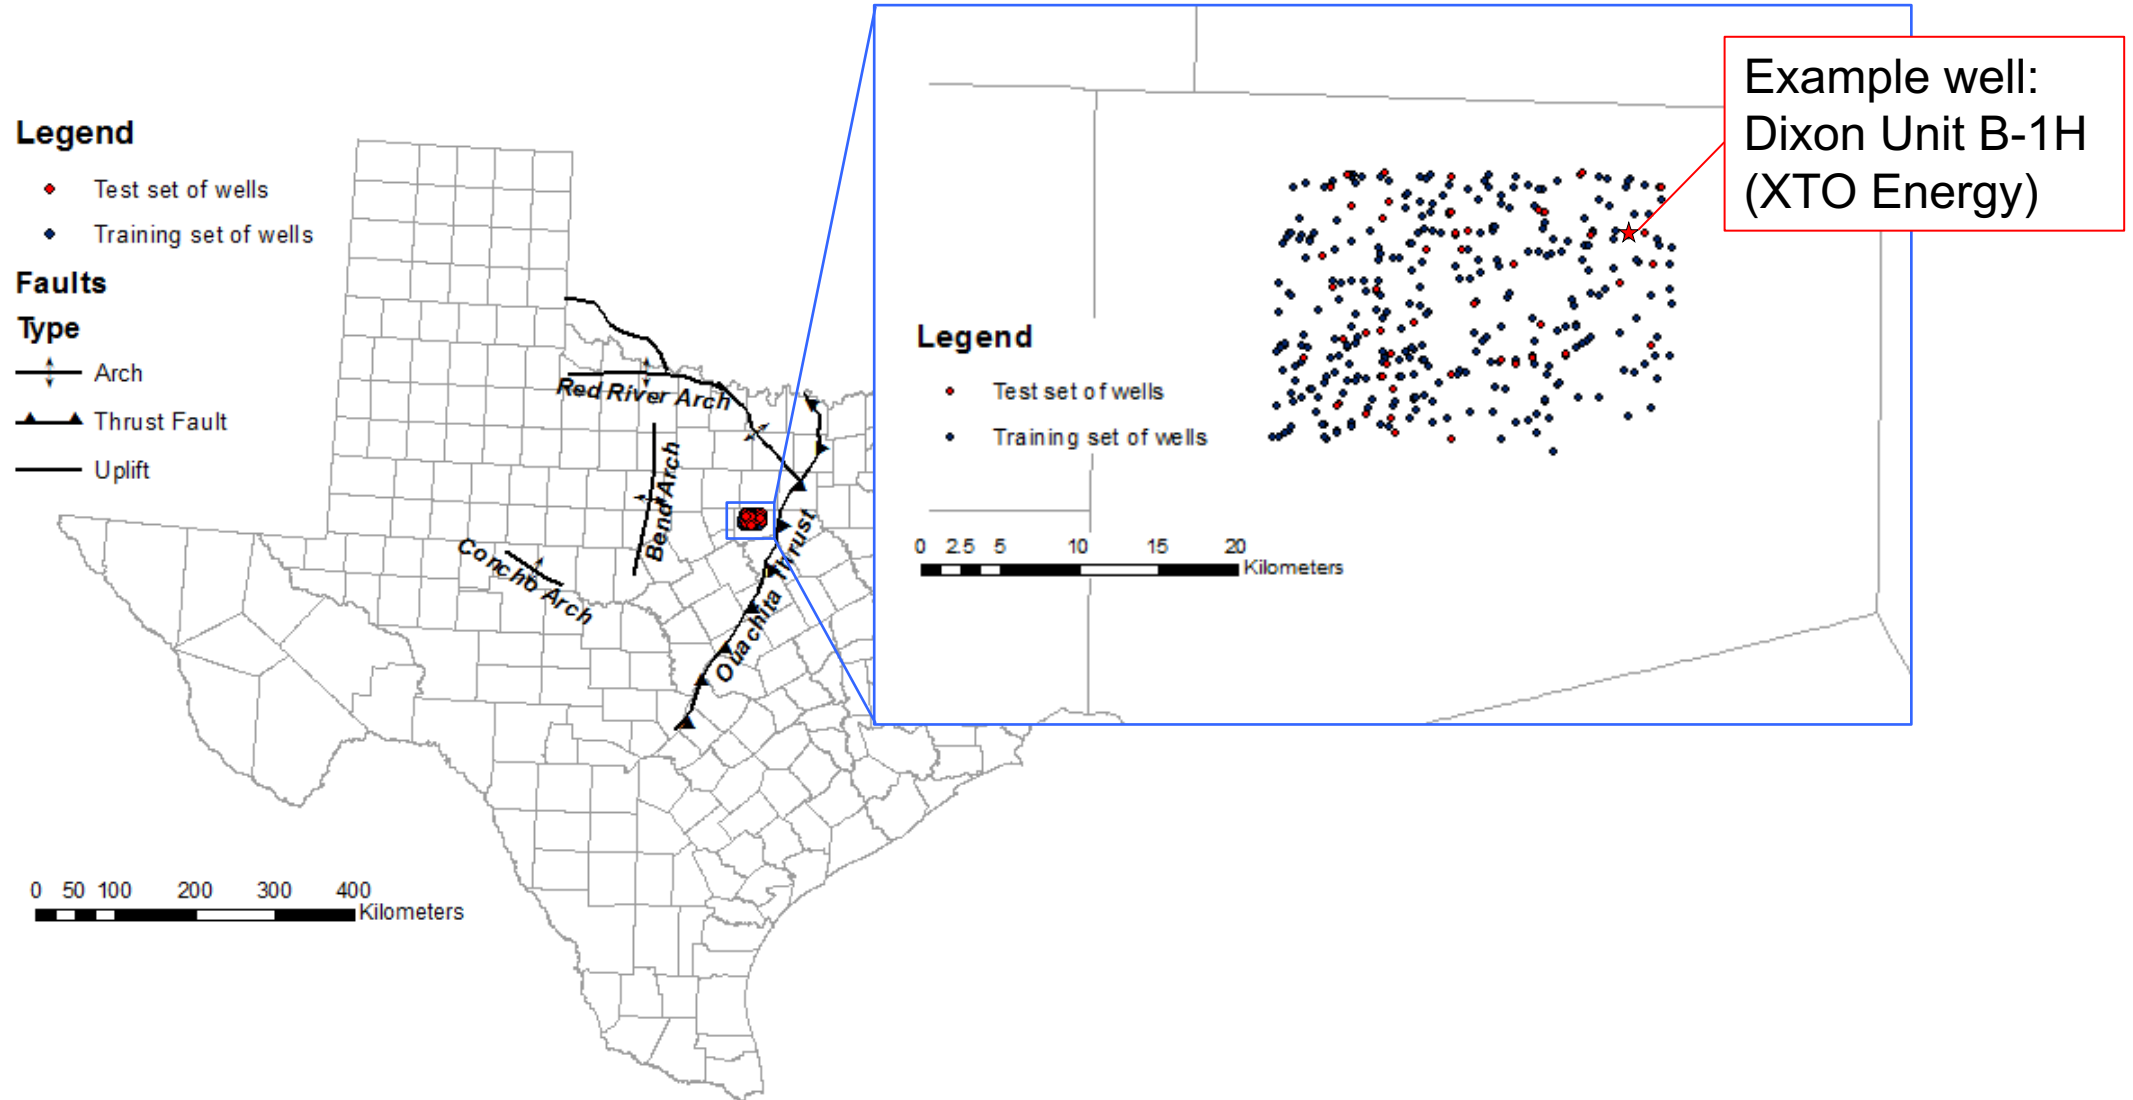 Legend
Test set of wells
Training set of wells
Faults
Type
Arch
Thrust Fault
Uplift
Red River Arch
Bend Arch
Concho Arch
Ouachita Thrust
0 50 100 200 300 400
Kilometers
Example well:
Dixon Unit B-1H
(XTO Energy)
Legend
Test set of wells
Training set of wells
0 2.5 5 10 15 20
Kilometers